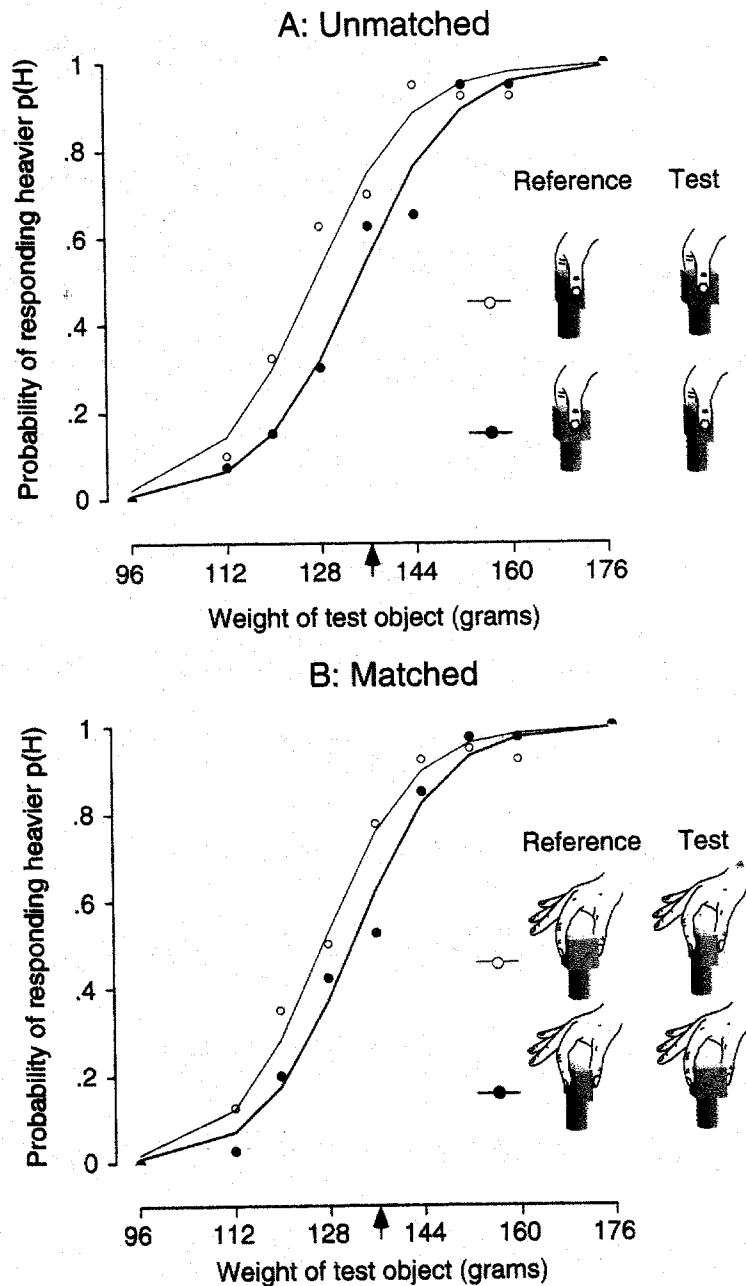 A: Unmatched
Probability of responding heavier p(H)
1
.8
.6
.4
.2
0
Reference Test
96 112 128 144 160 176
Weight of test object (grams)
B: Matched
Probability of responding heavier p(H)
1
.8
.6
.4
.2
0
Reference Test
96 112 128 144 160 176
Weight of test object (grams)